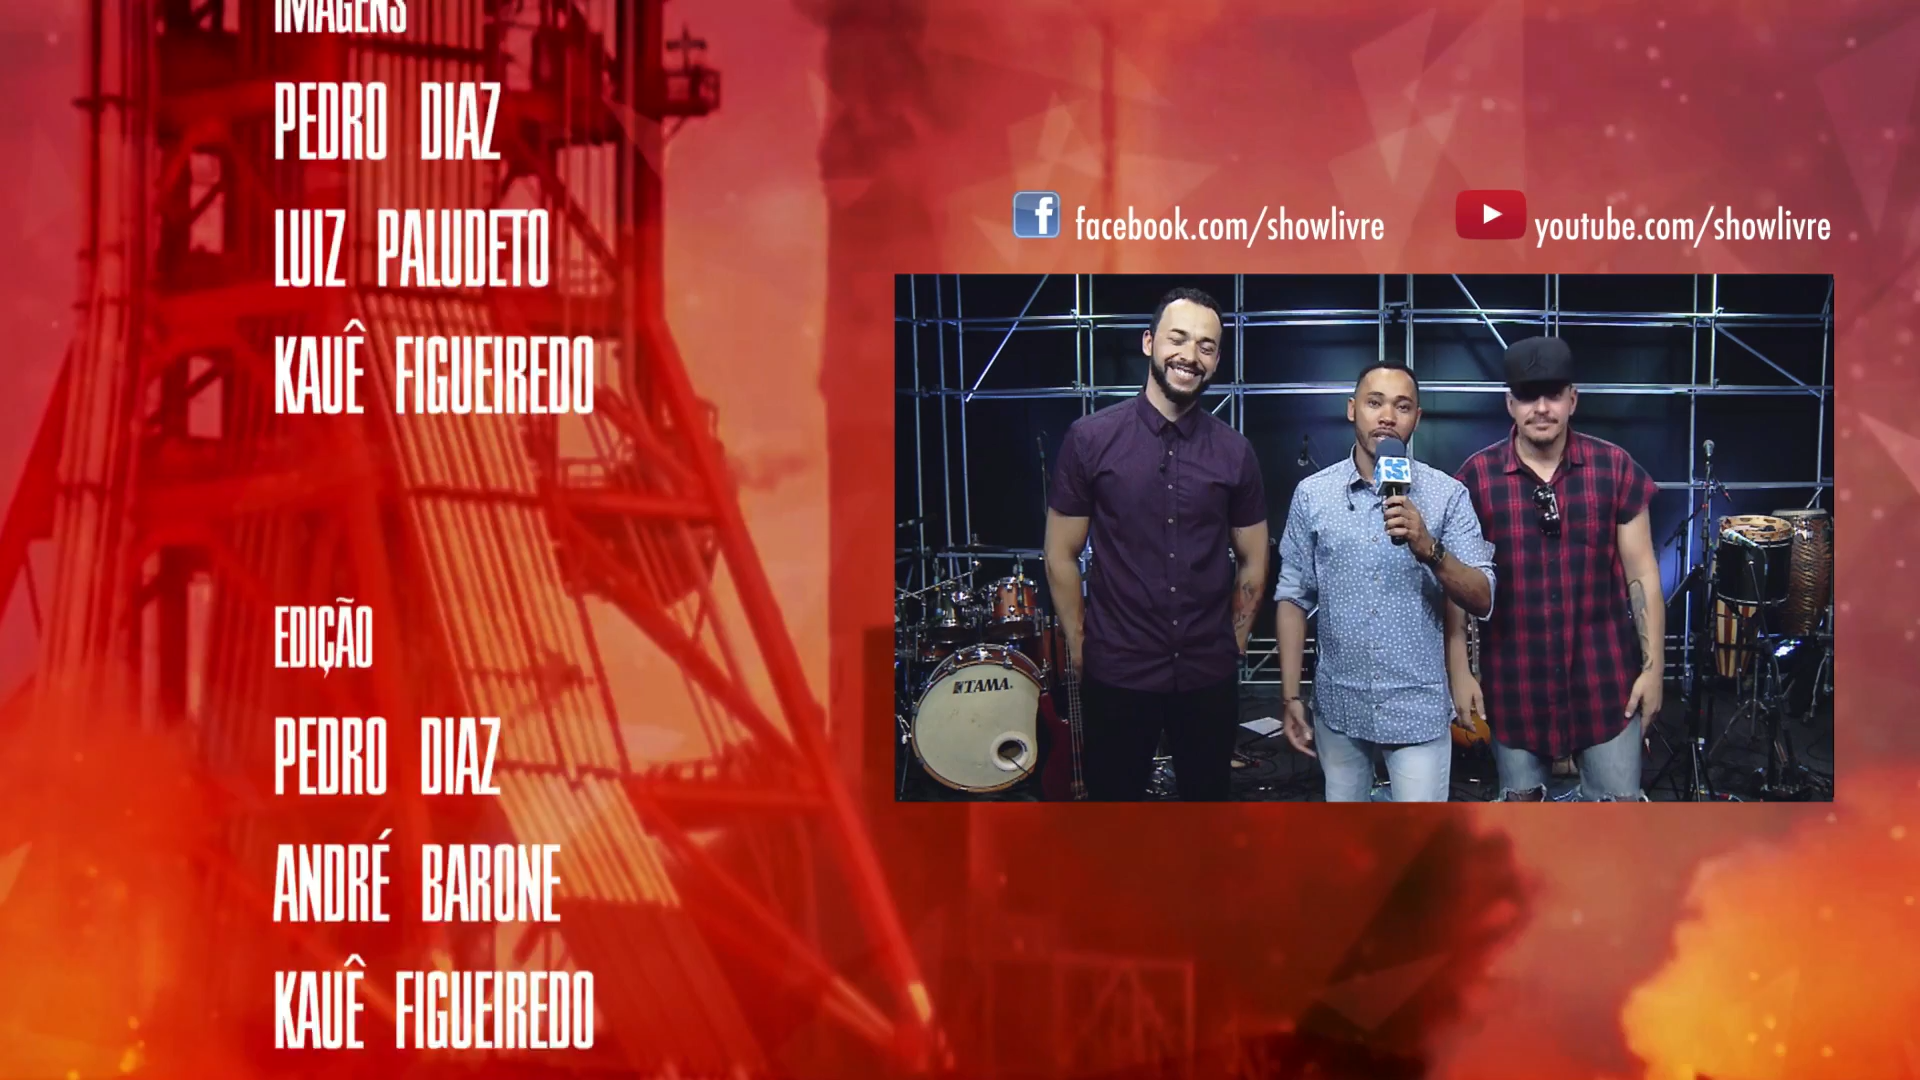 IMAGENS
PEDRO DIAZ
LUIZ PALUDETO
KAUÊ FIGUEIREDO
EDIÇÃO
PEDRO DIAZ
ANDRÉ BARONE
KAUÊ FIGUEIREDO
facebook.com/showlivre
youtube.com/showlivre
TAMA